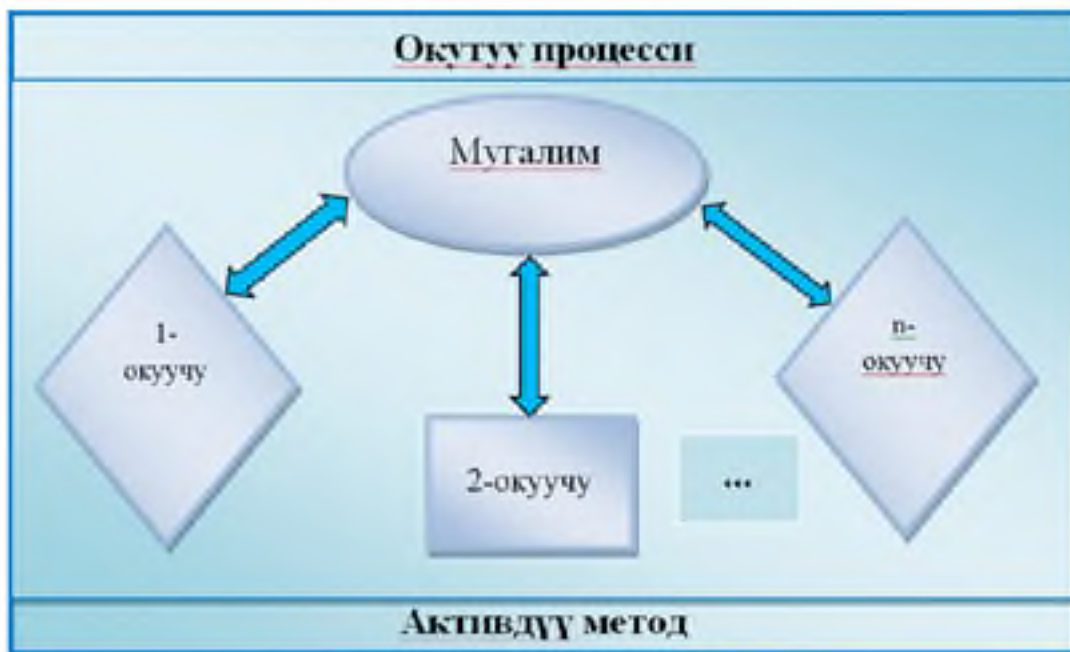 Окутуу процесси
Мугалим
1-
окуучу
n-
окуучу
2-окуучу
...
Активдүү метод